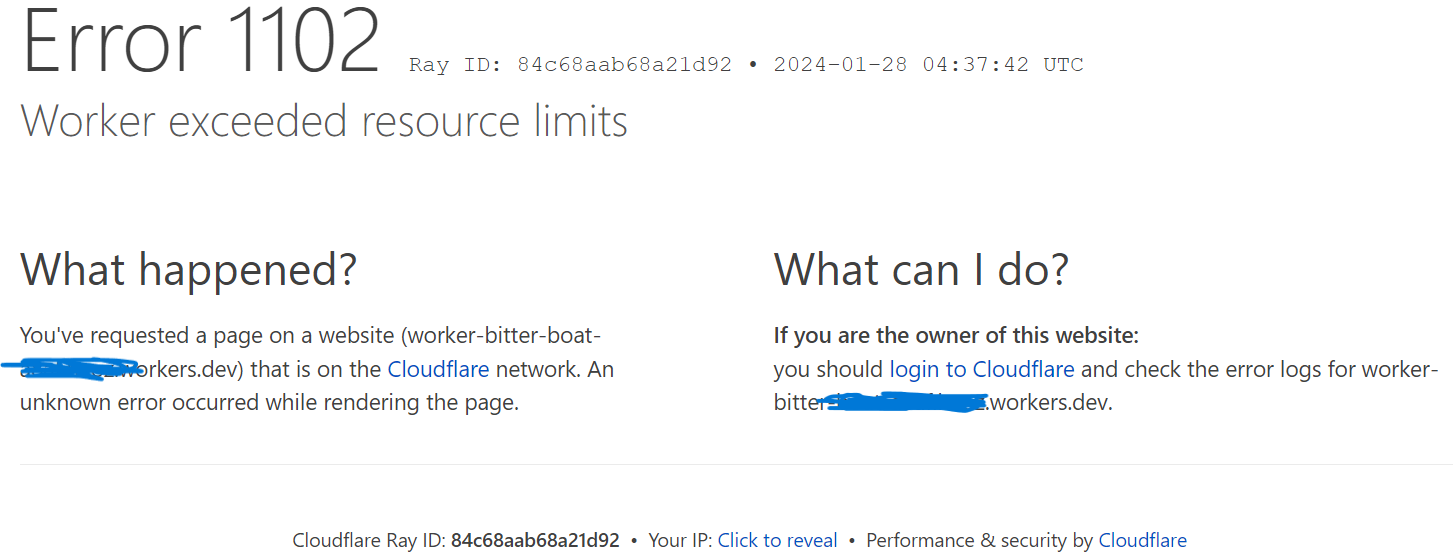 Error 1102 Ray ID: 84c68aab68a21d92 • 2024-01-28 04:37:42 UTC
Worker exceeded resource limits
What happened?
You've requested a page on a website (worker-bitter-boat-
orkers.dev) that is on the Cloudflare network. An
unknown error occurred while rendering the page.
What can I do?
If you are the owner of this website:
you should login to Cloudflare and check the error logs for worker-
bitter-
.workers.dev.
Cloudflare Ray ID: 84c68aab68a21d92 • Your IP: Click to reveal • Performance & security by Cloudflare